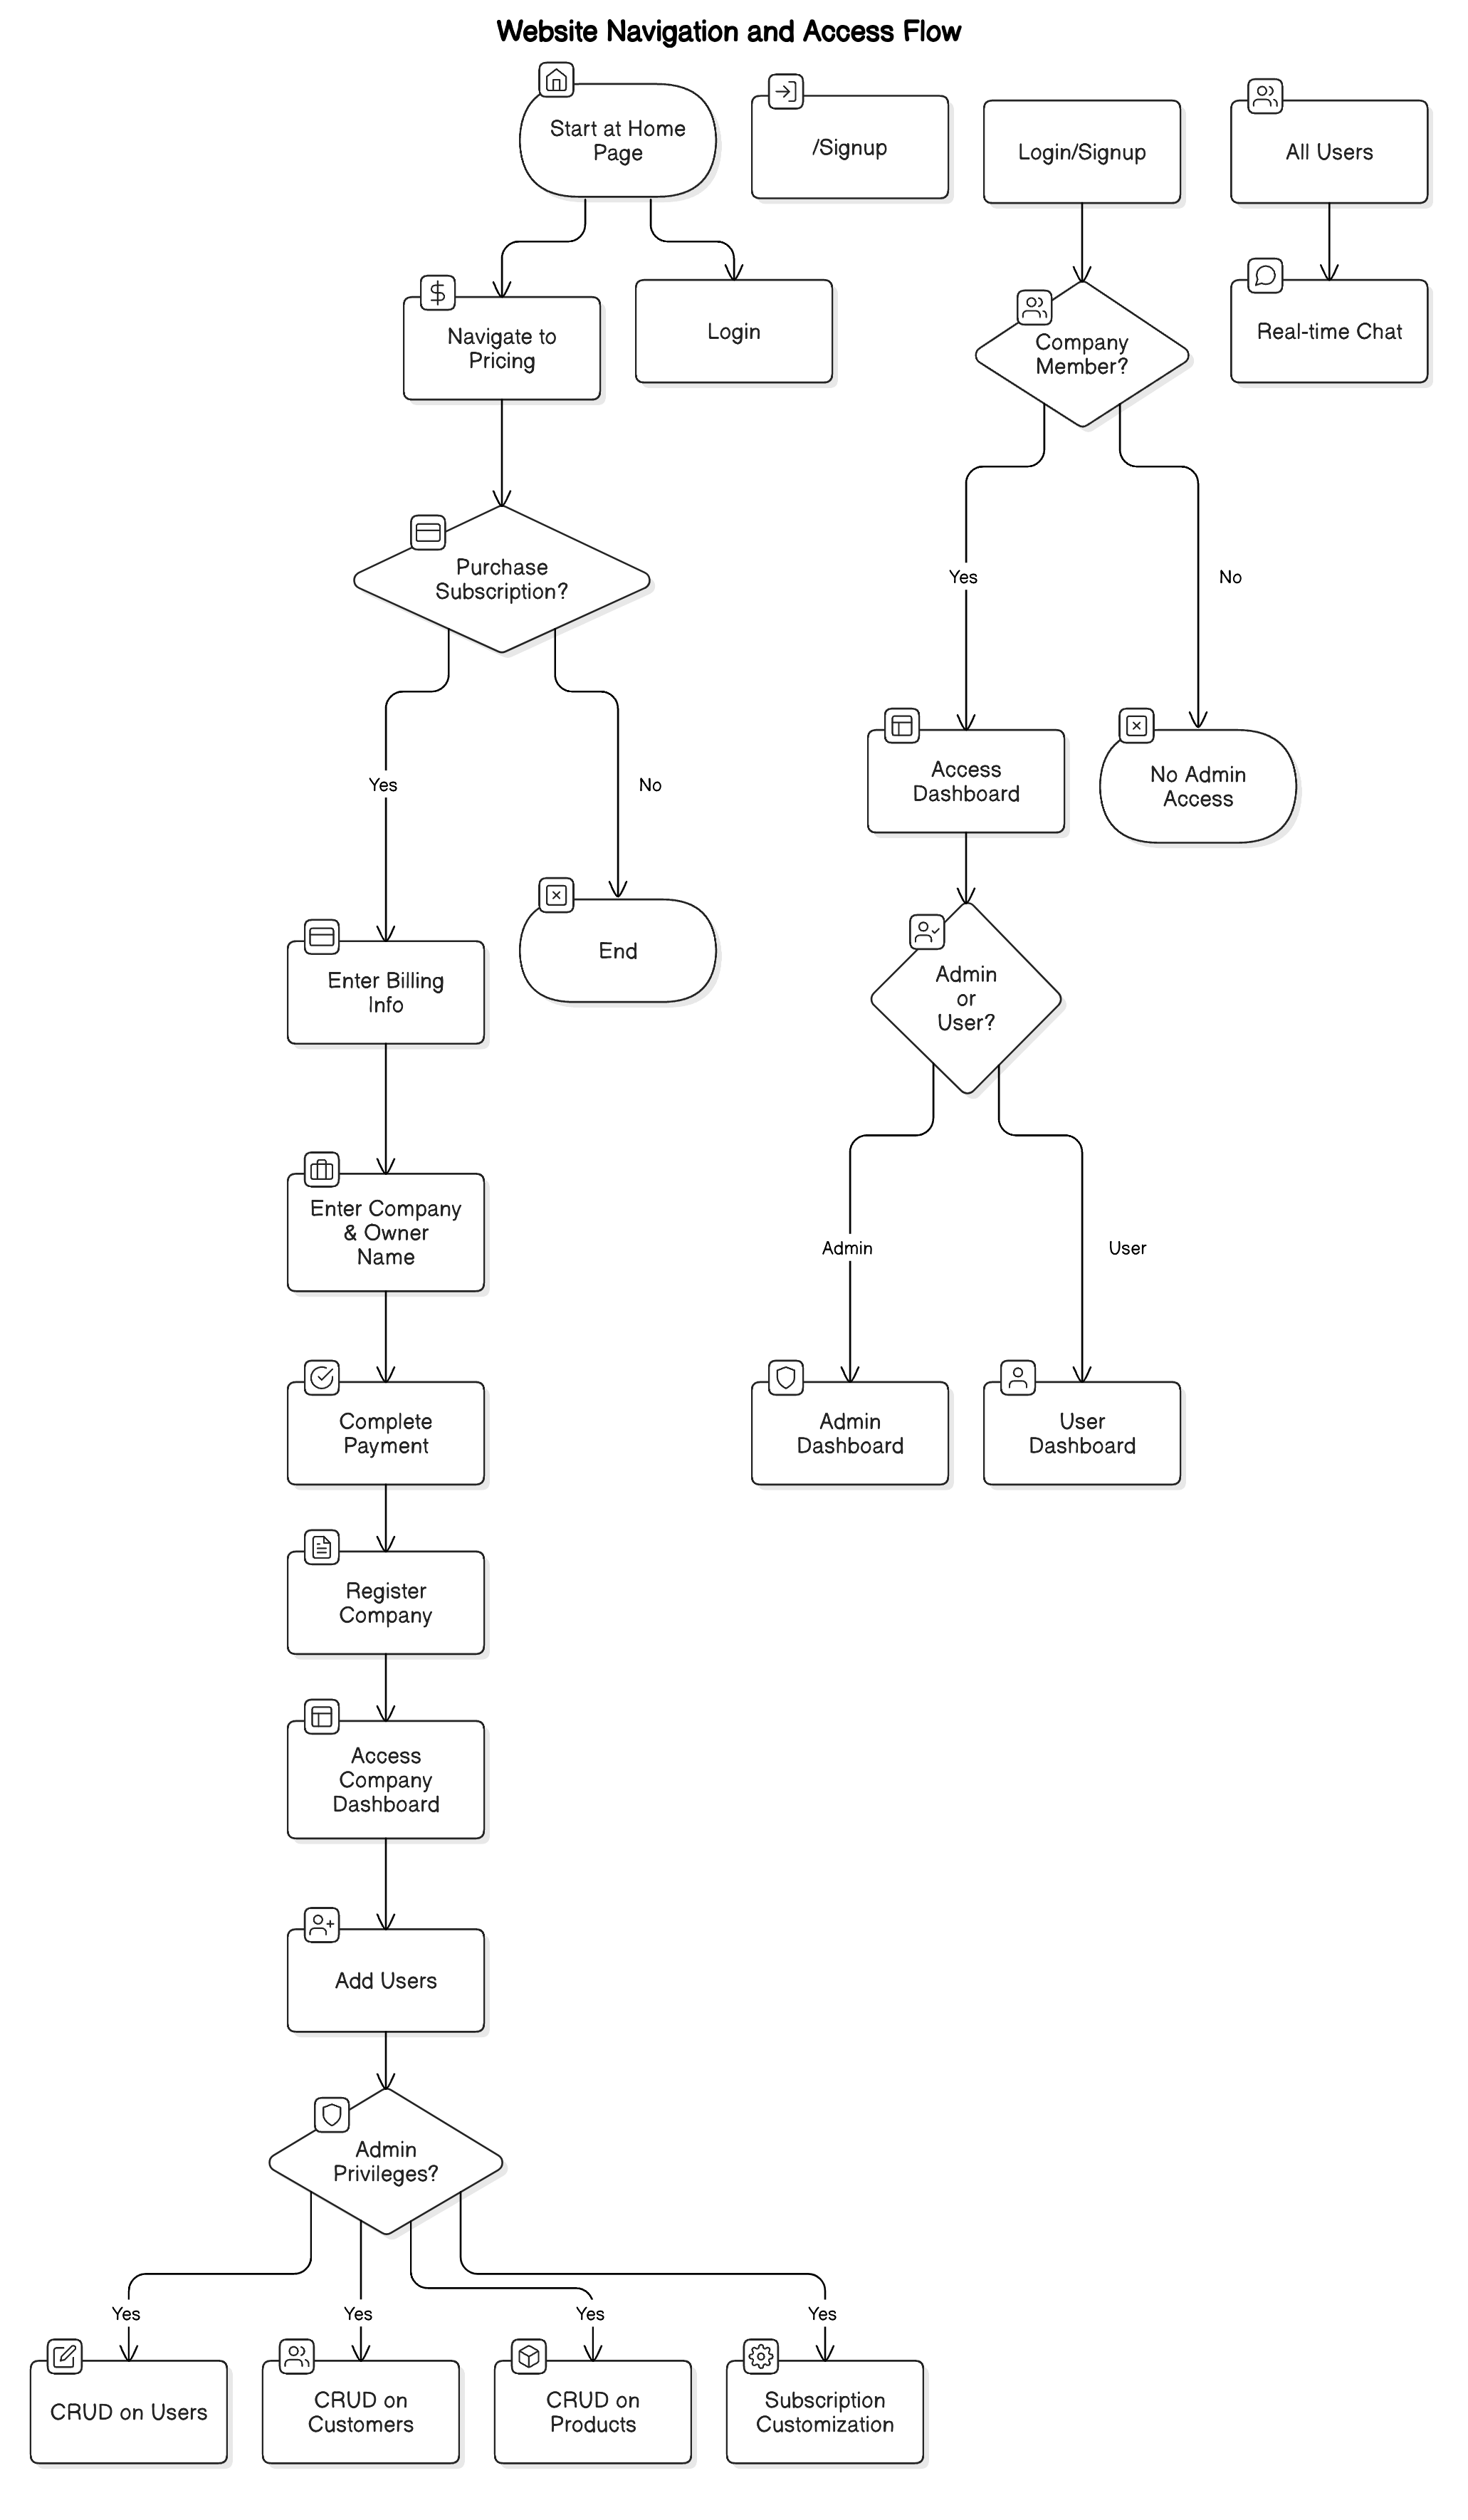 Website Navigation and Access Flow
Start at Home
Page
/Signup
Login/Signup
All Users
Navigate to
Pricing
Login
Company
Member?
Real-time Chat
Purchase
Subscription?
Yes
No
Yes
No
Access
Dashboard
No Admin
Access
Enter Billing
Info
End
Admin
or
User?
Enter Company
& Owner
Name
Admin
User
Complete
Payment
Admin
Dashboard
User
Dashboard
Register
Company
Access
Company
Dashboard
Add Users
Admin
Privileges?
Yes
Yes
Yes
Yes
CRUD on Users
CRUD on
Customers
CRUD on
Products
Subscription
Customization